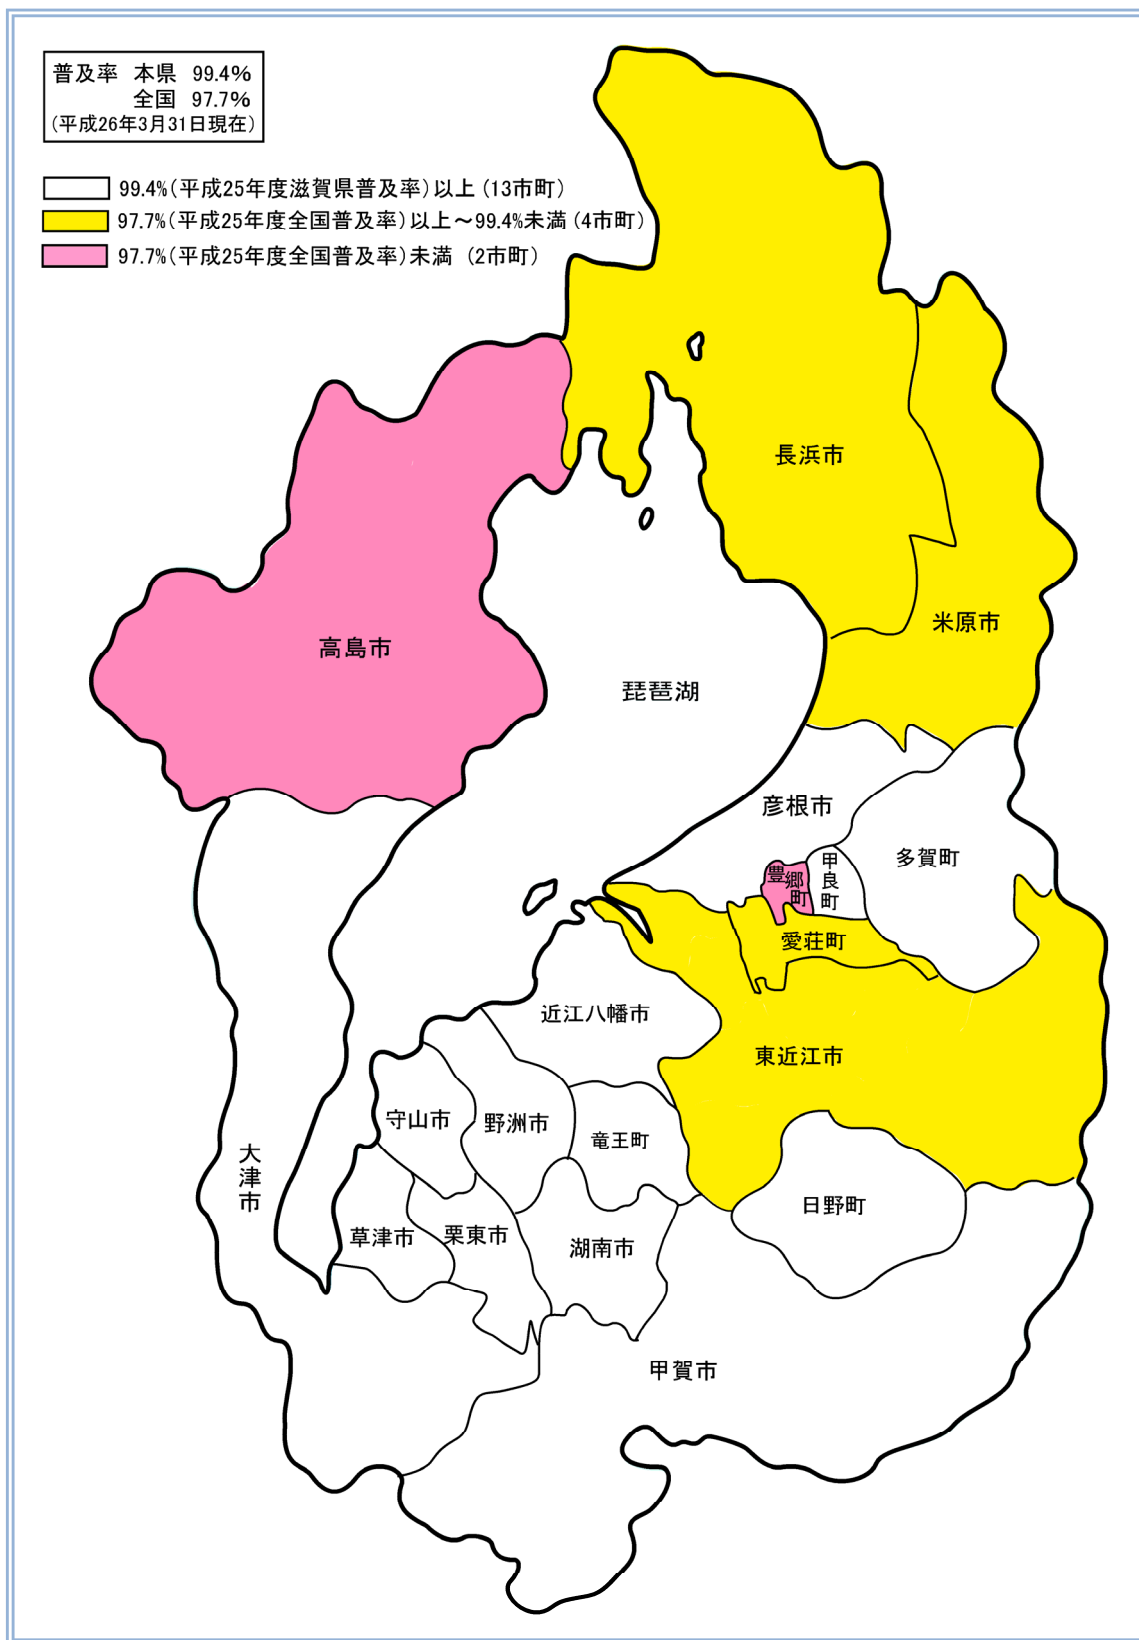 普及率 本県 99.4%
全国 97.7%
(平成26年3月31日現在)
99.4%(平成25年度滋賀県普及率)以上(13市町)
97.7%(平成25年度全国普及率)以上～99.4%未満(4市町)
97.7%(平成25年度全国普及率)未満 (2市町)
長浜市
米原市
高島市
琵琶湖
彦根市
多賀町
甲良町
豊郷町
愛荘町
近江八幡市
東近江市
守山市
野洲市
竜王町
大津市
日野町
草津市
栗東市
湖南市
甲賀市